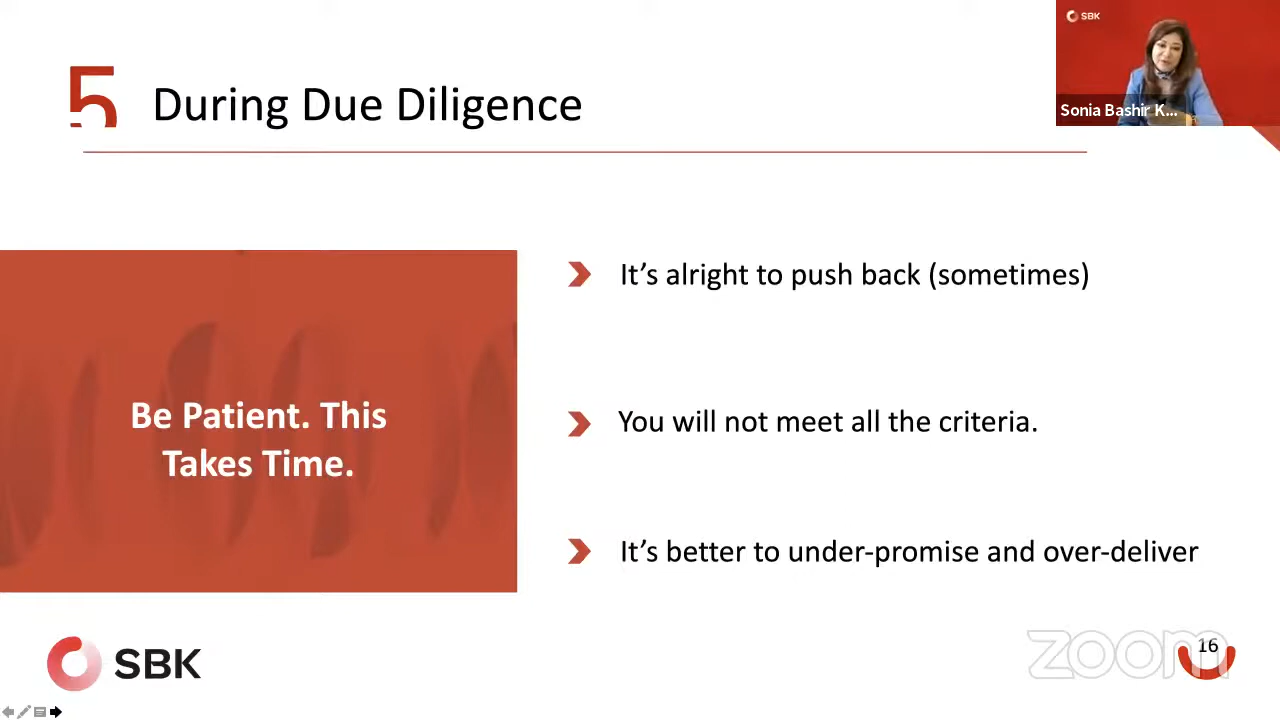 SBK
Sonia Bashir K...
5
During Due Diligence
Be Patient. This
Takes Time.
It’s alright to push back (sometimes)
You will not meet all the criteria.
It’s better to under-promise and over-deliver
SBK
zoom
16